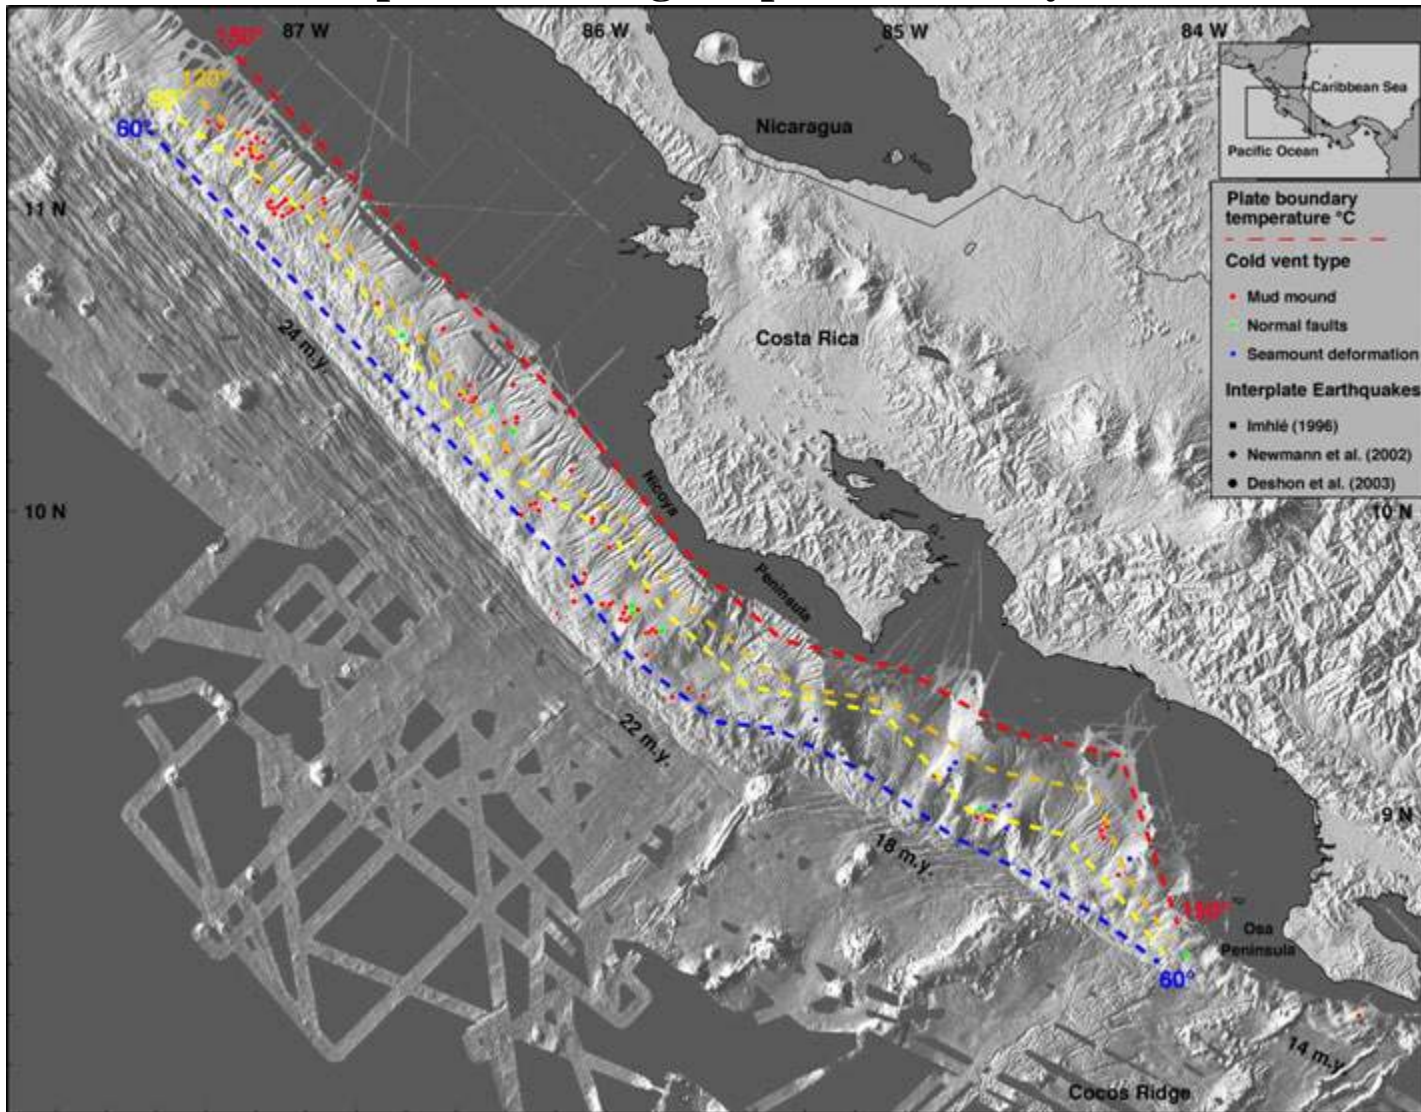 87 W
86 W
85 W
84 W
150°
120°
60°
11 N
24 m.y.
10 N
22 m.y.
Nicaragua
Costa Rica
Nicoya
Peninsula
18 m.y.
Caribbean Sea
Pacific Ocean
Plate boundary
temperature °C
Cold vent type
Mud mound
Normal faults
Seamount deformation
Interplate Earthquakes
Imhlé (1996)
Newmann et al. (2002)
Deshon et al. (2003)
10 N
9 N
150°
Osa
Peninsula
60°
14 m.y.
Cocos Ridge